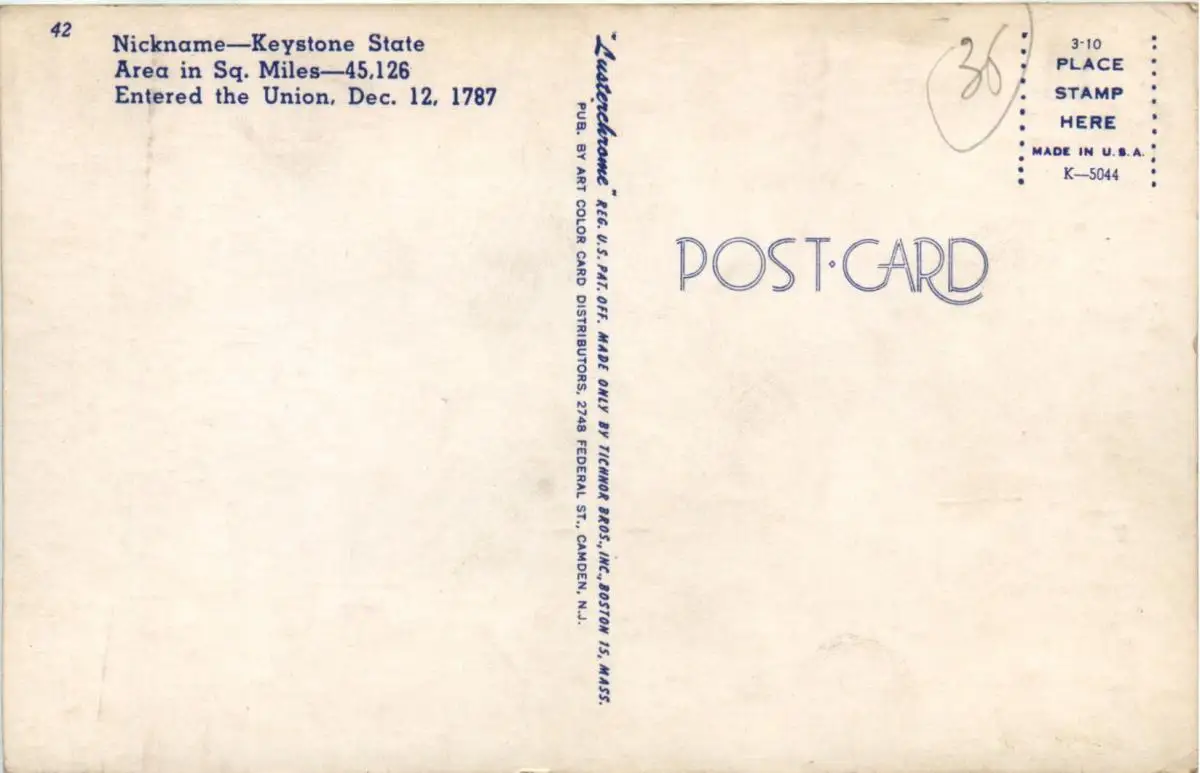 42
Nickname—Keystone State
Area in Sq. Miles—45,126
Entered the Union, Dec. 12, 1787
"Lusterchrome" REG. U.S. PAT. OFF. MADE ONLY BY TICHNOR BROS., INC., BOSTON 15, MASS.
PUB. BY ART COLOR CARD DISTRIBUTORS, 2748 FEDERAL ST., CAMDEN, N.J.
36
3-10
PLACE
STAMP
HERE
MADE IN U.S.A.
K—5044
POST·CARD